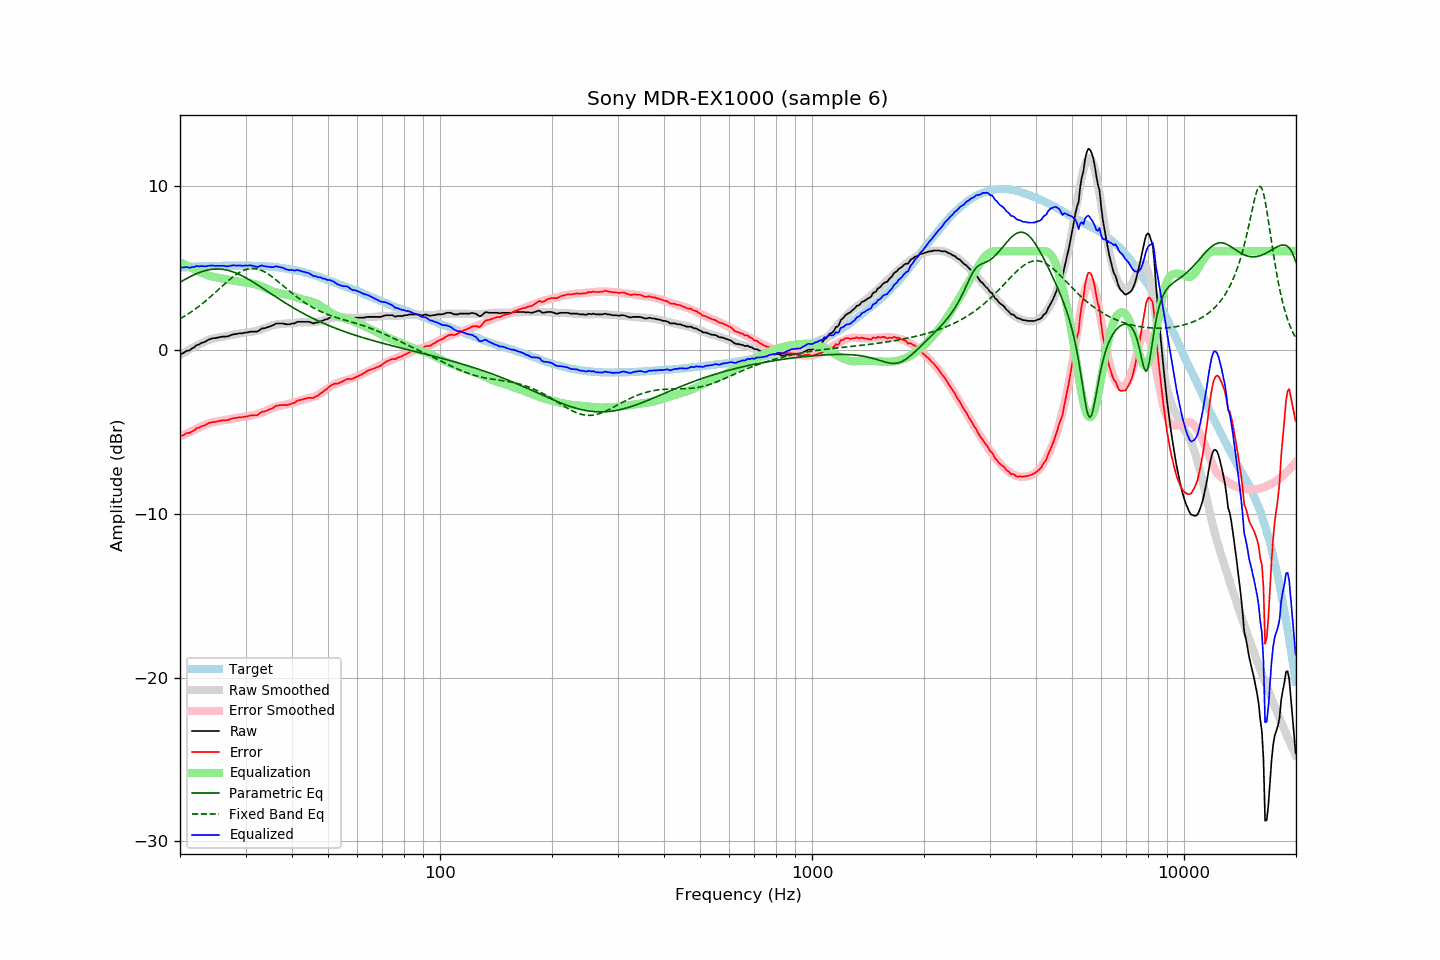 Sony MDR-EX1000 (sample 6)
Amplitude (dBr)
10
0
−10
−20
−30
Target
Raw Smoothed
Error Smoothed
Raw
Error
Equalization
Parametric Eq
Fixed Band Eq
Equalized
100
1000
10000
Frequency (Hz)